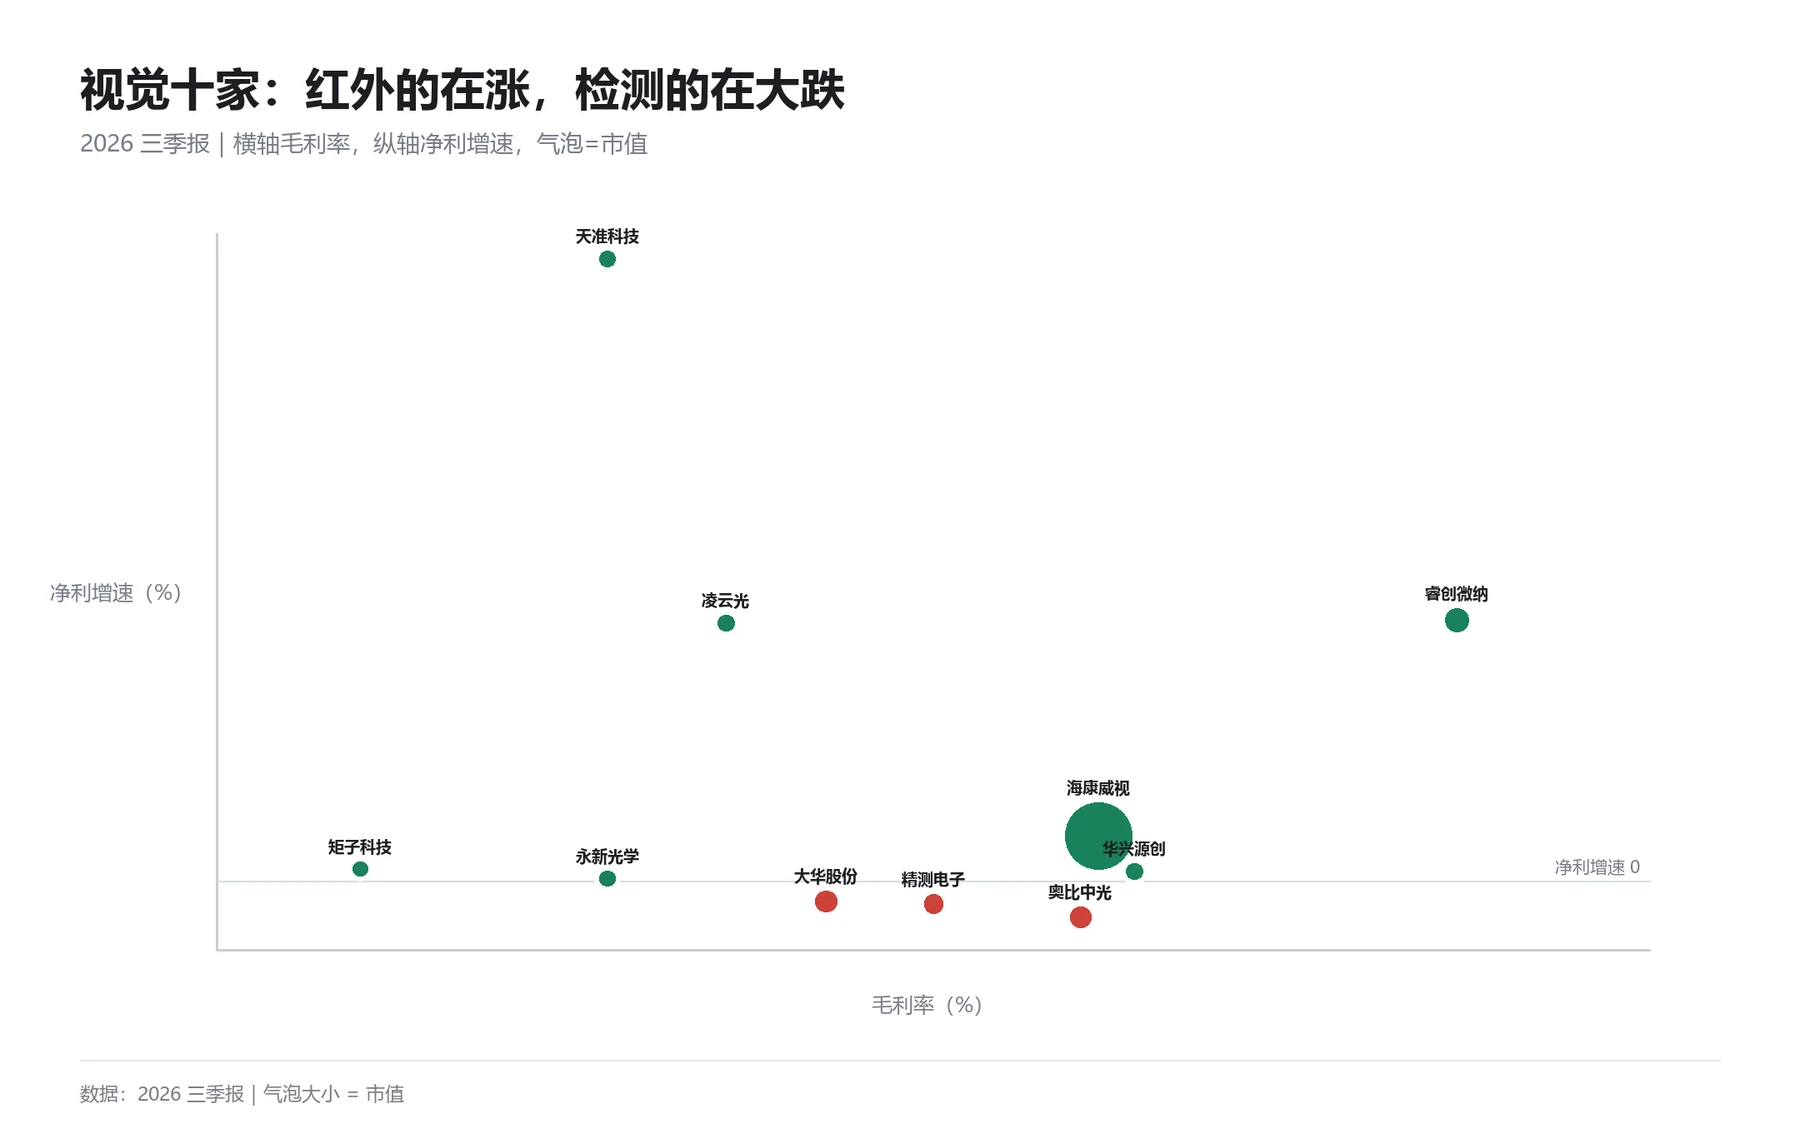 视觉十家：红外的在涨，检测的在大跌
2026 三季报｜横轴毛利率，纵轴净利增速，气泡=市值
天准科技
净利增速（%）
凌云光
睿创微纳
海康威视
矩子科技
永新光学
华兴源创
净利增速 0
大华股份
精测电子
奥比中光
毛利率（%）
数据：2026 三季报｜气泡大小 = 市值